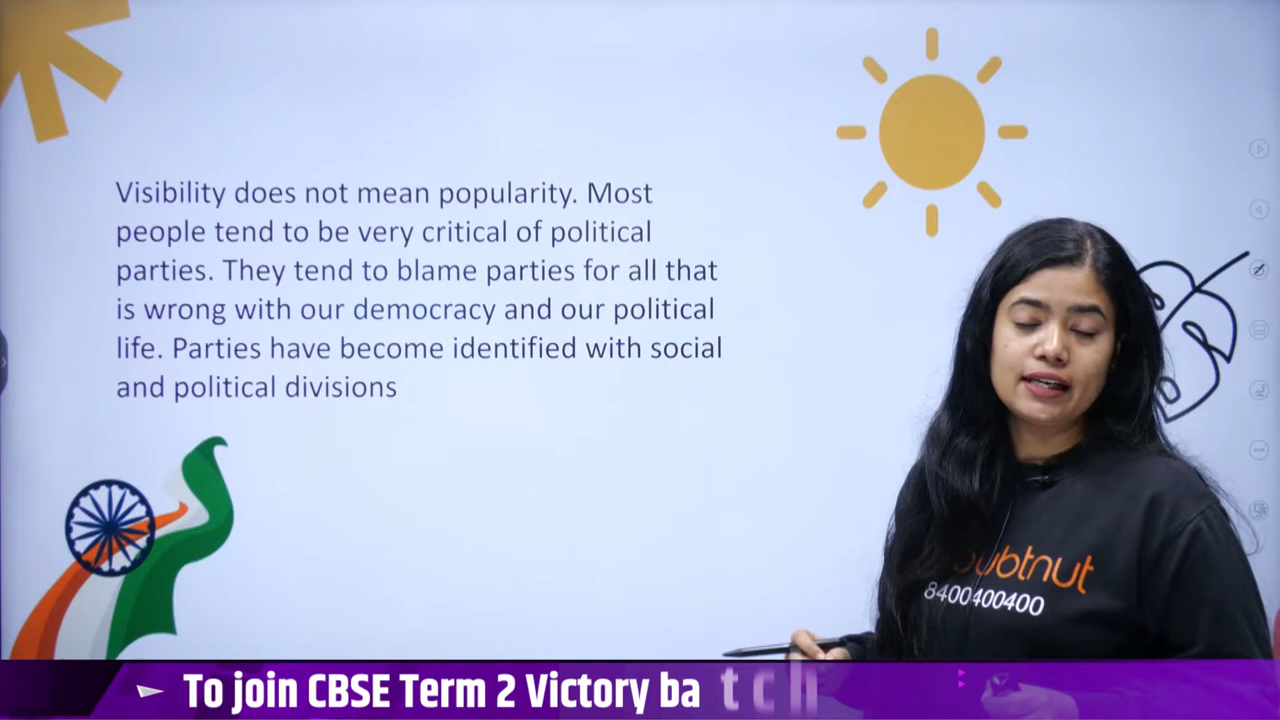 Visibility does not mean popularity. Most
people tend to be very critical of political
parties. They tend to blame parties for all that
is wrong with our democracy and our political
life. Parties have become identified with social
and political divisions
ubtnut
8400400400
To join CBSE Term 2 Victory batch